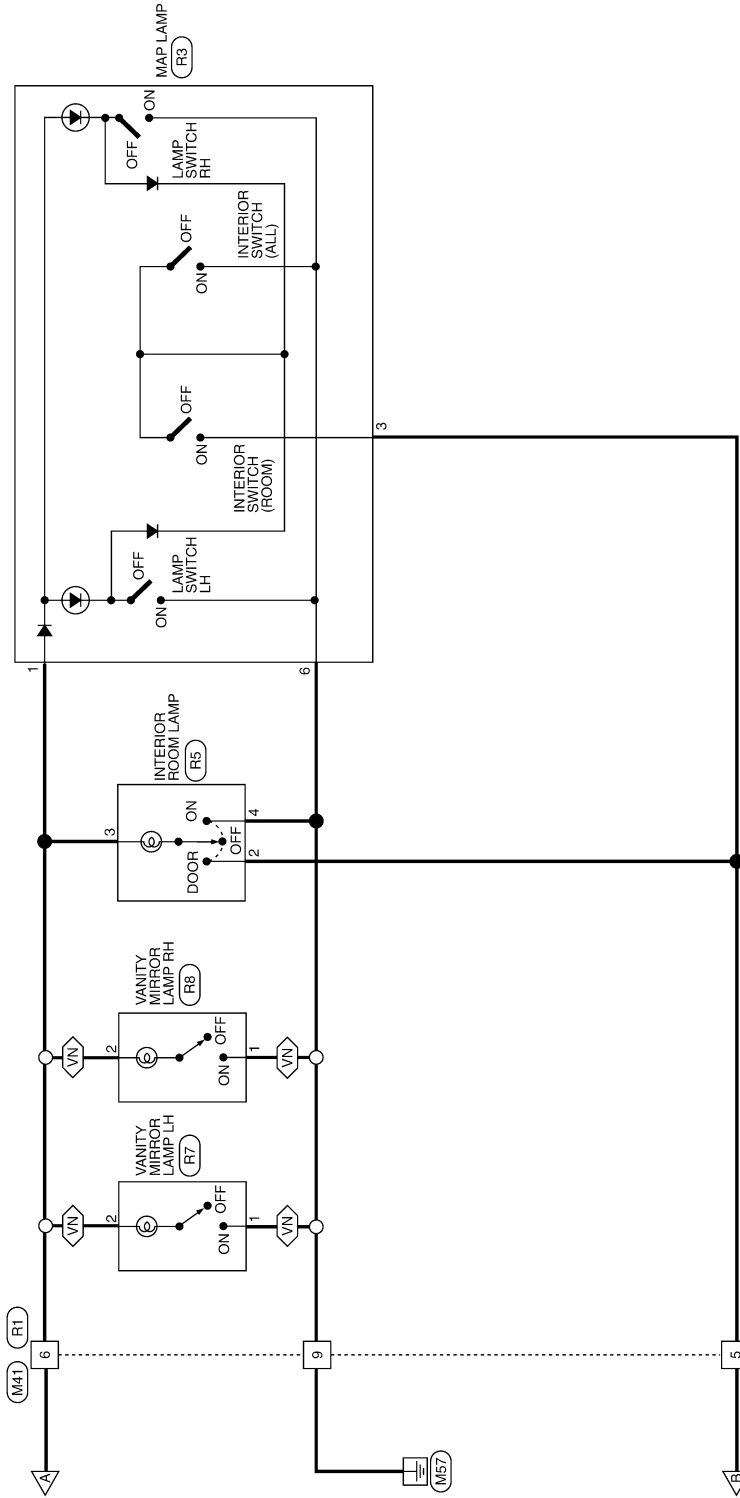 A
M41
R1
6
9
5
B
M57
VANITY
MIRROR
LAMP LH
R7
VN
2
ON
OFF
1
VN
VANITY
MIRROR
LAMP RH
R8
VN
2
ON
OFF
1
VN
INTERIOR
ROOM LAMP
R5
3
DOOR
ON
OFF
2
4
MAP LAMP
R3
1
6
3
OFF
ON
LAMP
SWITCH
LH
OFF
ON
INTERIOR
SWITCH
(ROOM)
OFF
ON
INTERIOR
SWITCH
(ALL)
OFF
ON
LAMP
SWITCH
RH